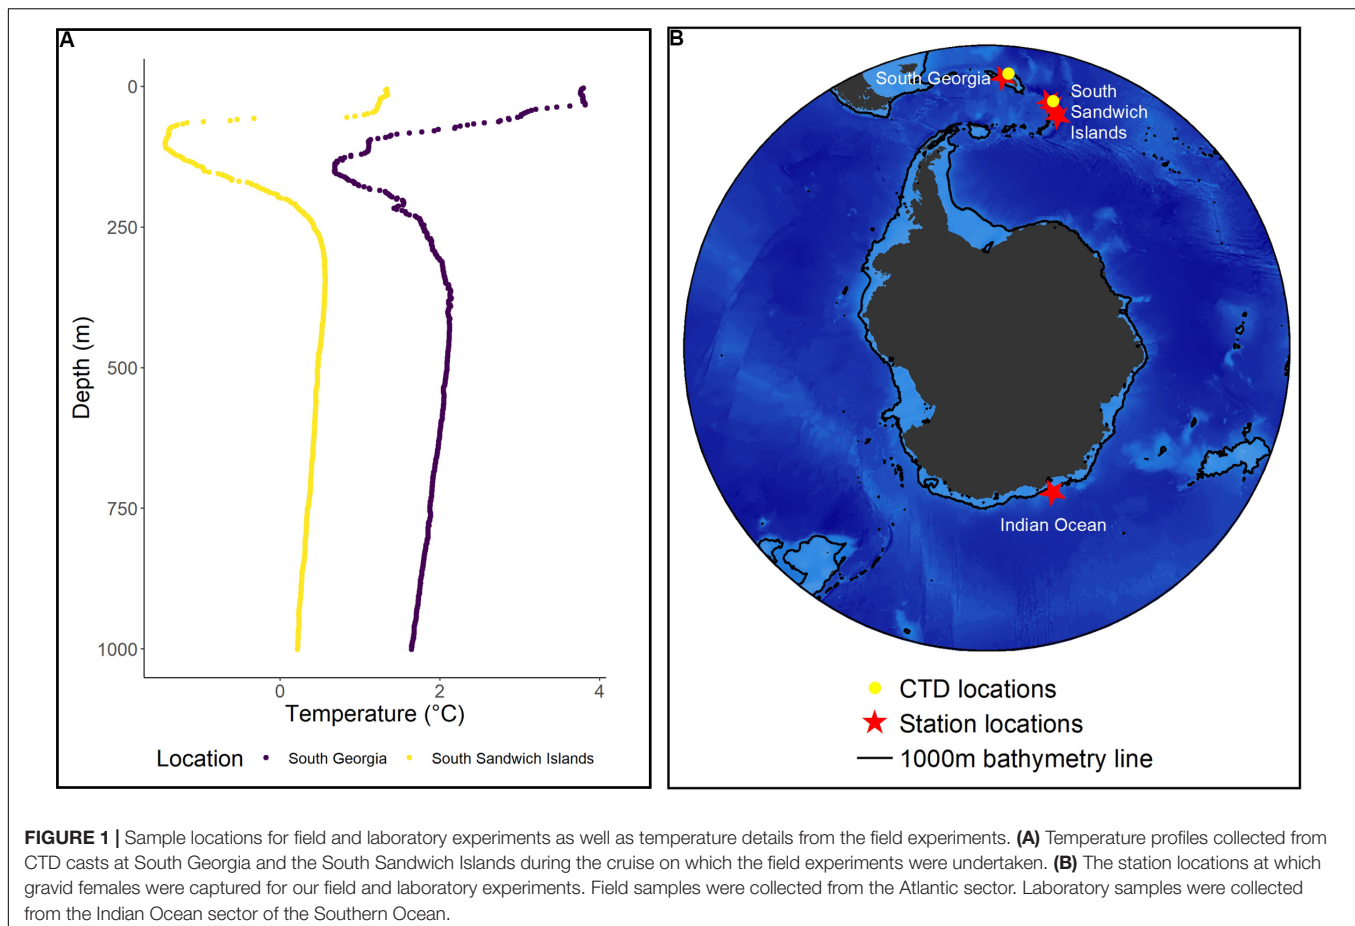 A
0
250
500
750
1000
Depth (m)
0 2 4
Temperature (°C)
Location South Georgia South Sandwich Islands
B
South Georgia
South
Sandwich
Islands
Indian Ocean
CTD locations
Station locations
1000m bathymetry line
FIGURE 1 | Sample locations for field and laboratory experiments as well as temperature details from the field experiments. (A) Temperature profiles collected from
CTD casts at South Georgia and the South Sandwich Islands during the cruise on which the field experiments were undertaken. (B) The station locations at which
gravid females were captured for our field and laboratory experiments. Field samples were collected from the Atlantic sector. Laboratory samples were collected
from the Indian Ocean sector of the Southern Ocean.